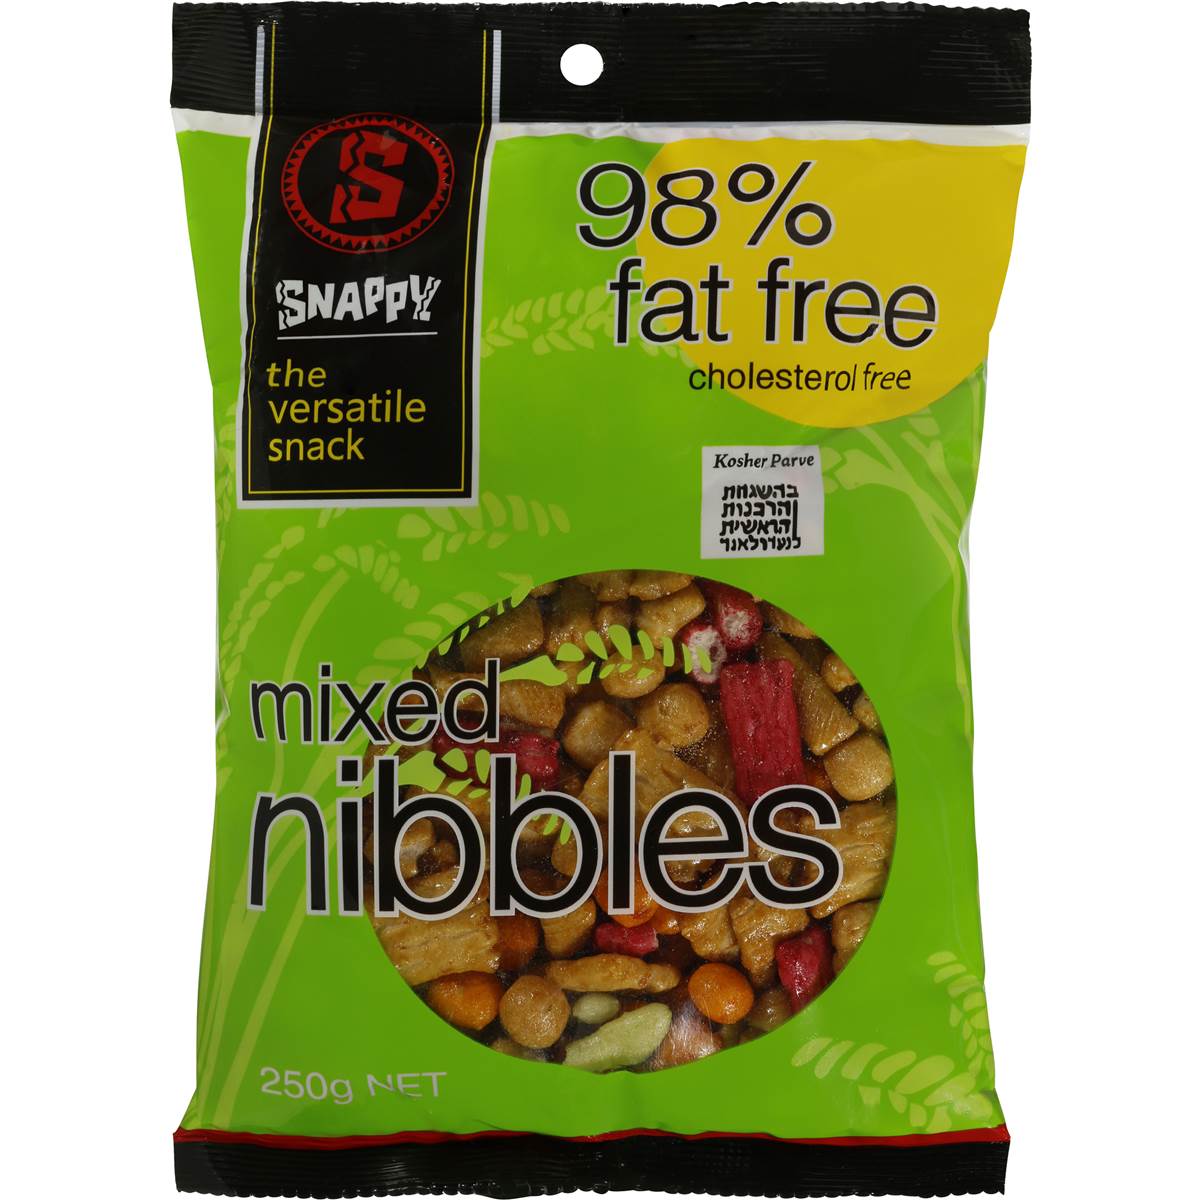 S
SNAPPY
the
versatile
snack
98%
fat free
cholesterol free
Kosher Parve
בהשגחת
הרבנות
הראשית
לנעדרלאנד
mixed
nibbles
250g NET